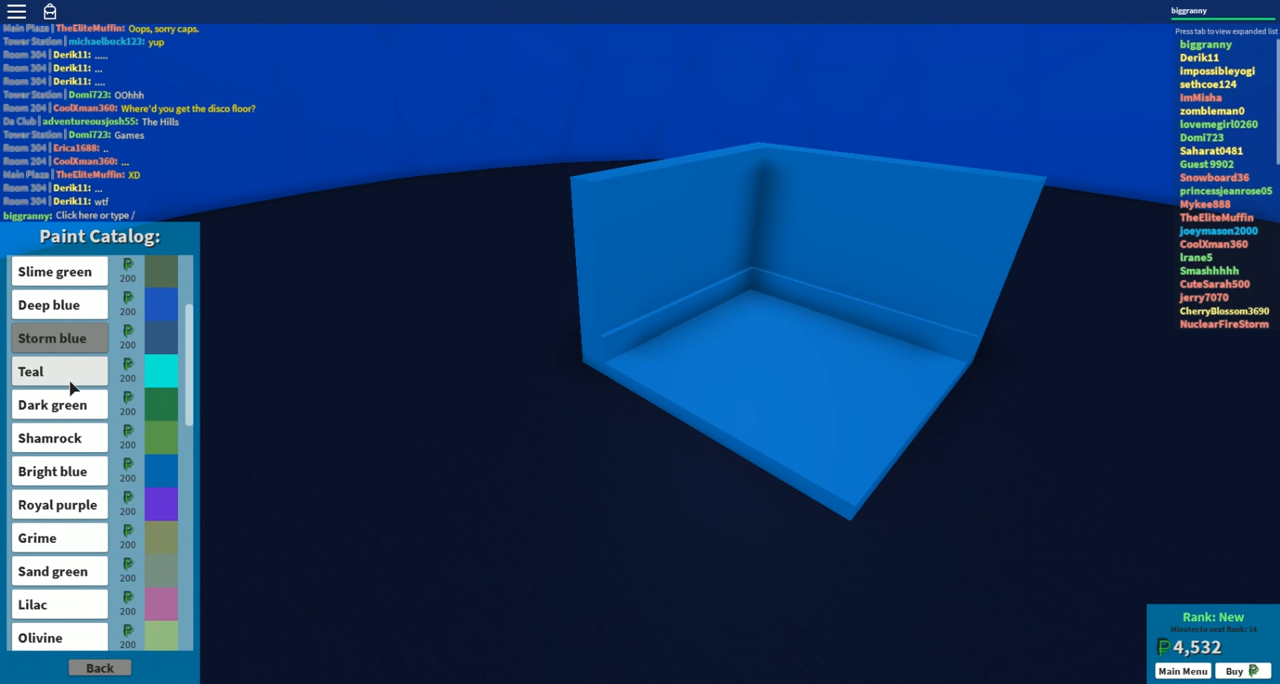 Main Plaza | TheEliteMuffin: Oops, sorry caps.
Tower Station | michaelbuck123: yup
Room 304 | Derik11: .....
Room 304 | Derik11: ...
Room 304 | Derik11: ....
Tower Station | Domi723: OOhhh
Room 204 | CoolXman360: Where'd you get the disco floor?
Da Club | adventureousjosh55: The Hills
Tower Station | Domi723: Games
Room 304 | Erica1688: ..
Room 204 | CoolXman360: ...
Main Plaza | TheEliteMuffin: XD
Room 304 | Derik11: ...
Room 304 | Derik11: wtf
biggranny: Click here or type /
Paint Catalog:
Slime green 200
Deep blue 200
Storm blue 200
Teal 200
Dark green 200
Shamrock 200
Bright blue 200
Royal purple 200
Grime 200
Sand green 200
Lilac 200
Olivine 200
Back
biggranny
Press tab to view expanded list
biggranny
Derik11
impossibleyogi
sethcoe124
ImMisha
zombleman0
lovemegirl0260
Domi723
Saharat0481
Guest 9902
Snowboard36
princessjeanrose05
Mykee888
TheEliteMuffin
joeymason2000
CoolXman360
lrane5
Smashhhhh
CuteSarah500
jerry7070
CherryBlossom3690
NuclearFireStorm
Rank: New
Minutes to next Rank: 14
4,532
Main Menu
Buy